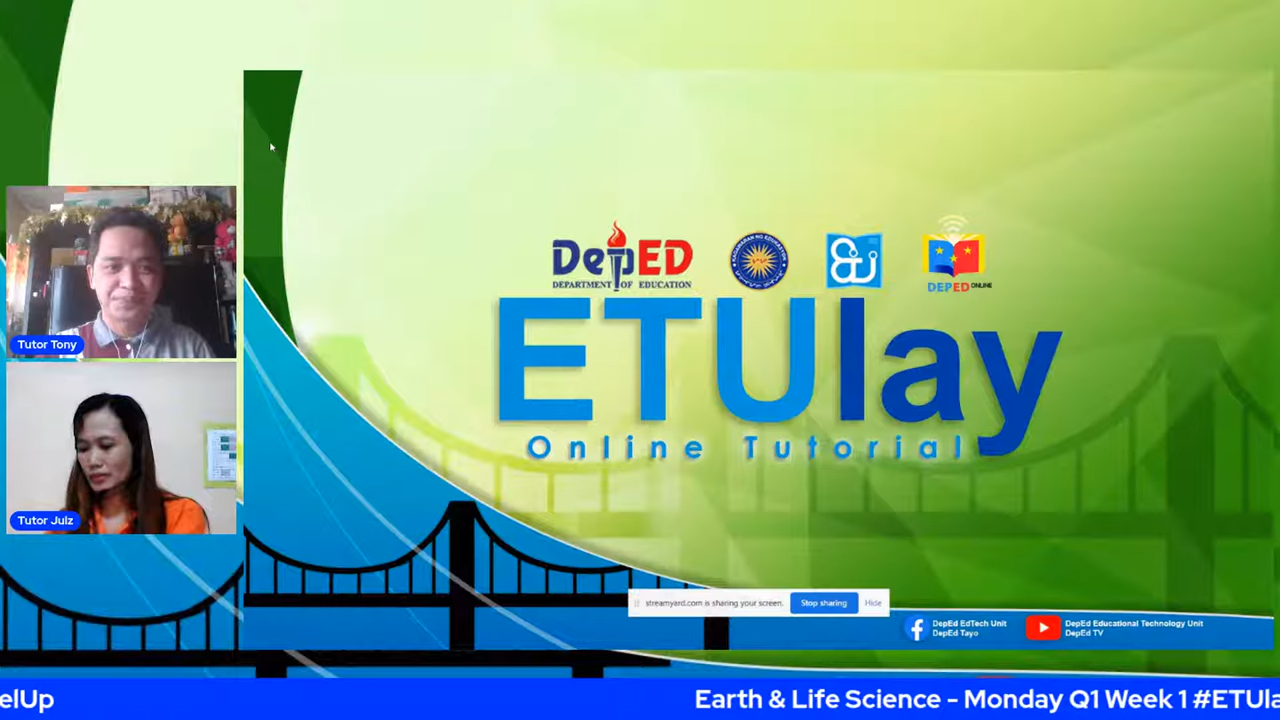 DepED
DEPARTMENT OF EDUCATION
DEPED ONLINE
ETUlay
Online Tutorial
Tutor Tony
Tutor Julz
streamyard.com is sharing your screen.
Stop sharing
Hide
DepEd EdTech Unit
DepEd Tayo
DepEd Educational Technology Unit
DepEd TV
elUp
Earth & Life Science - Monday Q1 Week 1 #ETUla